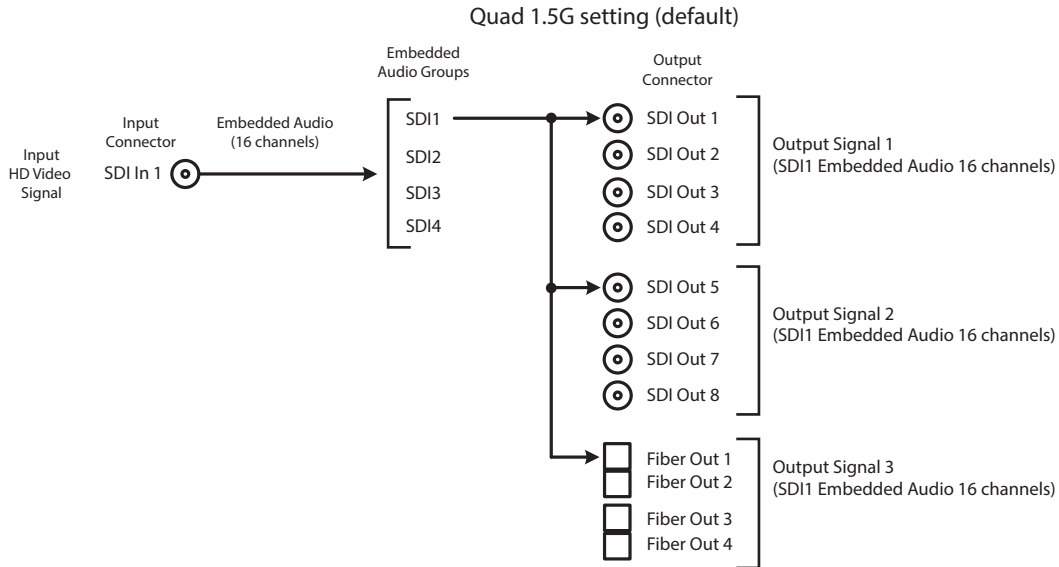 Quad 1.5G setting (default)
Embedded
Audio Groups
Output
Connector
Input
HD Video
Signal
Input
Connector
SDI In 1
Embedded Audio
(16 channels)
SDI1
SDI2
SDI3
SDI4
SDI Out 1
SDI Out 2
SDI Out 3
SDI Out 4
Output Signal 1
(SDI1 Embedded Audio 16 channels)
SDI Out 5
SDI Out 6
SDI Out 7
SDI Out 8
Output Signal 2
(SDI1 Embedded Audio 16 channels)
Fiber Out 1
Fiber Out 2
Fiber Out 3
Fiber Out 4
Output Signal 3
(SDI1 Embedded Audio 16 channels)